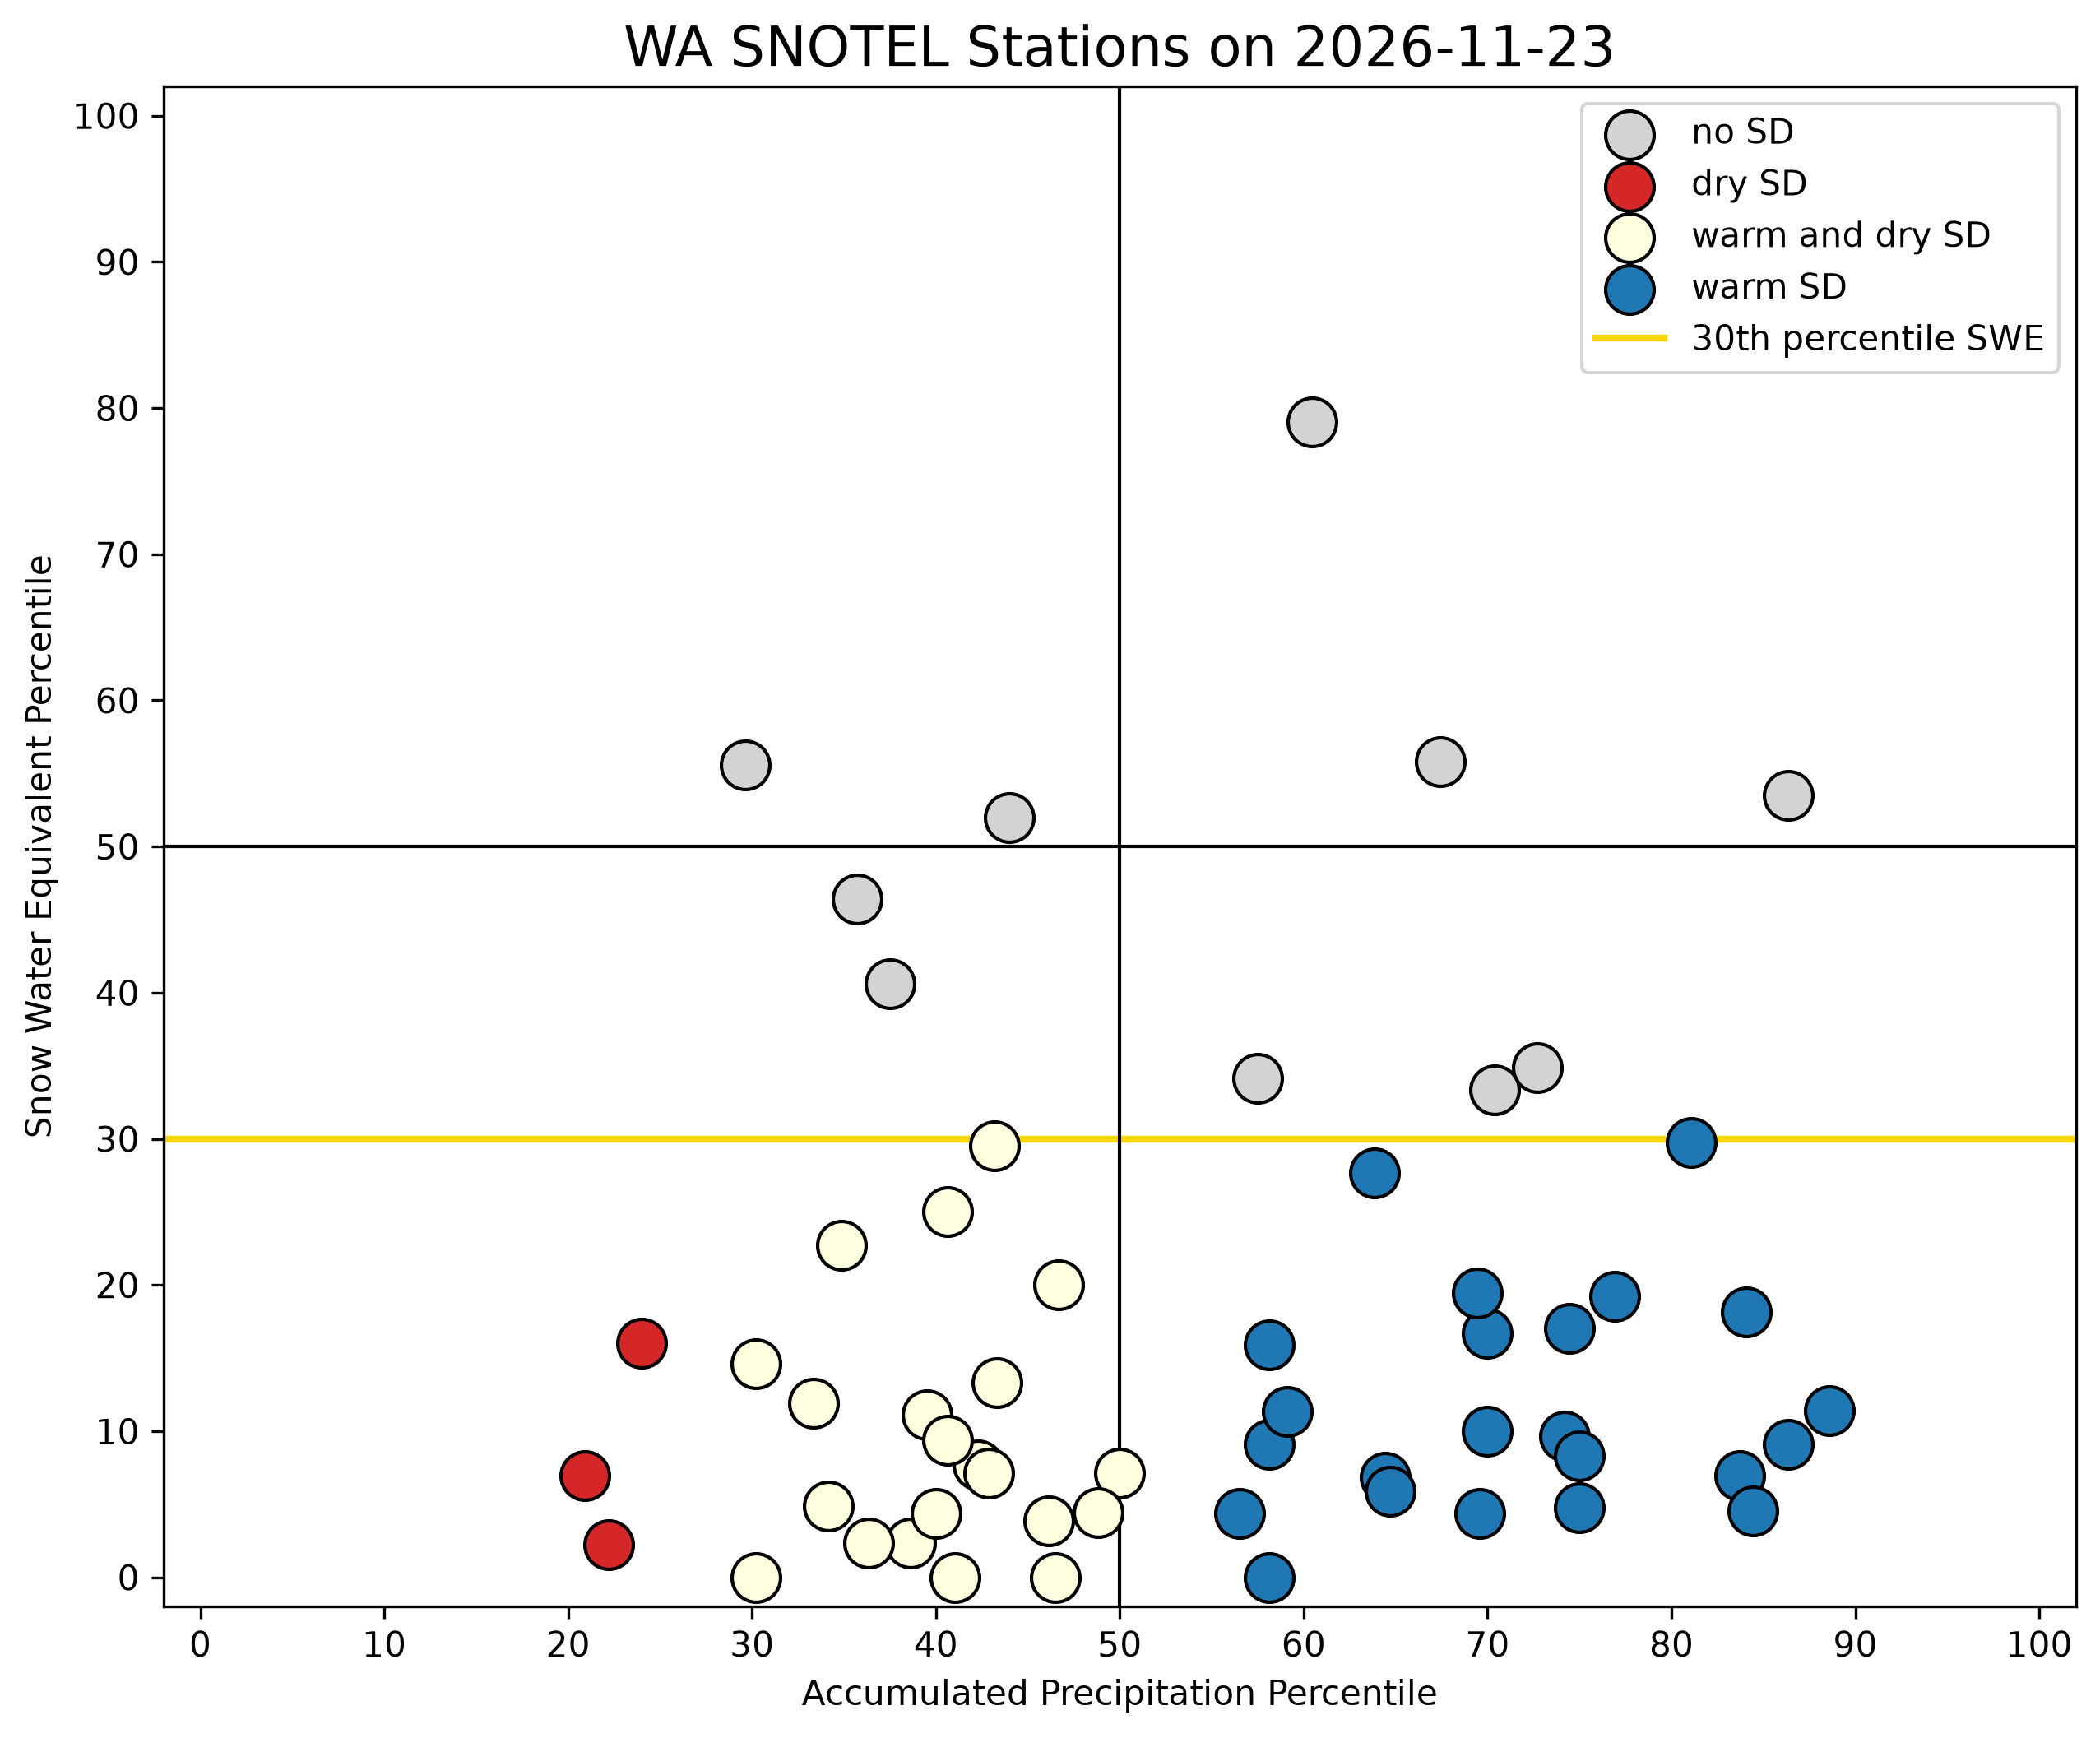 WA SNOTEL Stations on 2026-11-23
no SD
dry SD
warm and dry SD
warm SD
30th percentile SWE
Snow Water Equivalent Percentile
100
90
80
70
60
50
40
30
20
10
0
0 10 20 30 40 50 60 70 80 90 100
Accumulated Precipitation Percentile